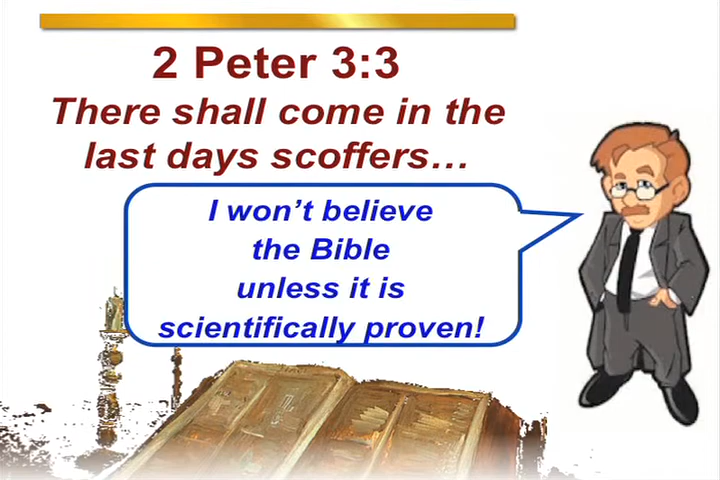 2 Peter 3:3
There shall come in the
last days scoffers…
I won’t believe
the Bible
unless it is
scientifically proven!